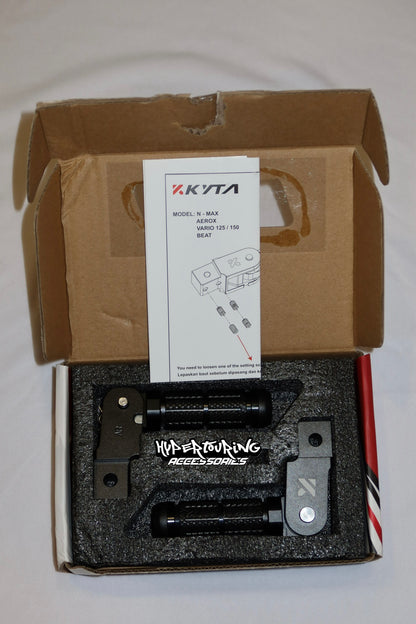 KYTA
MODEL: N - MAX
AEROX
VARIO 125 / 150
BEAT
You need to loosen one of the setting
Lepaskan baut sebelum dipasang dan
HYPERTOURING
ACCESSORIES